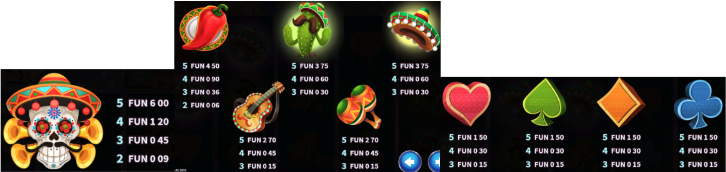 5 FUN 6 00
4 FUN 1 20
3 FUN 0 45
2 FUN 0 09
5 FUN 4 50
4 FUN 0 90
3 FUN 0 36
2 FUN 0 06
5 FUN 3 75
4 FUN 0 60
3 FUN 0 30
5 FUN 3 75
4 FUN 0 60
3 FUN 0 30
5 FUN 2 70
4 FUN 0 45
3 FUN 0 15
5 FUN 2 70
4 FUN 0 45
3 FUN 0 15
5 FUN 1 50
4 FUN 0 30
3 FUN 0 15
5 FUN 1 50
4 FUN 0 30
3 FUN 0 15
5 FUN 1 50
4 FUN 0 30
3 FUN 0 15
5 FUN 1 50
4 FUN 0 30
3 FUN 0 15